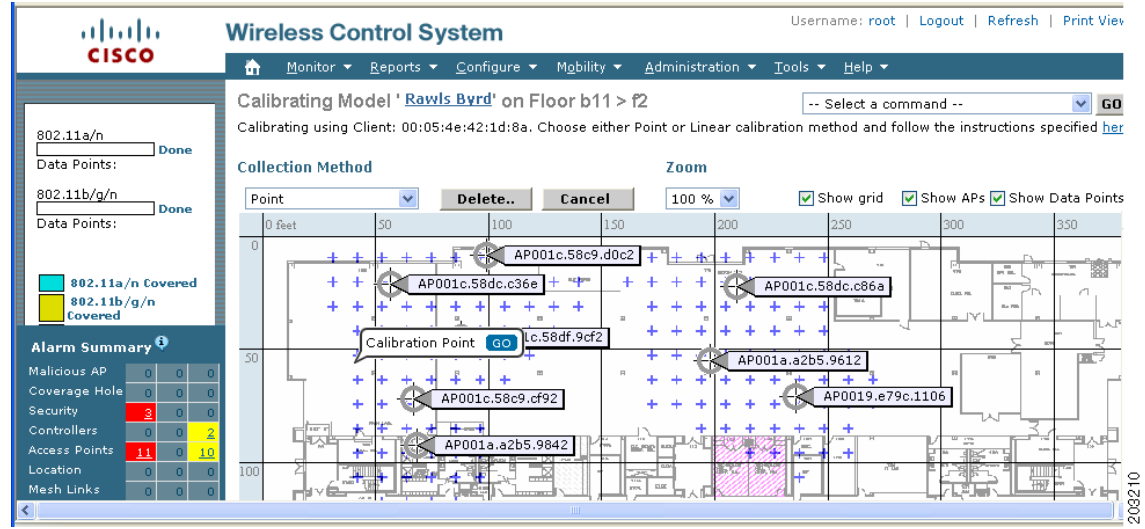 Username: root | Logout | Refresh | Print View
CISCO
Wireless Control System
Monitor Reports Configure Mobility Administration Tools Help
Calibrating Model ' Rawls Byrd' on Floor b11 > f2
-- Select a command --
GO
Calibrating using Client: 00:05:4e:42:1d:8a. Choose either Point or Linear calibration method and follow the instructions specified her
802.11a/n
Done
Data Points:
802.11b/g/n
Done
Data Points:
802.11a/n Covered
802.11b/g/n
Covered
Collection Method
Zoom
Point
Delete..
Cancel
100 %
Show grid
Show APs
Show Data Points
0 feet 50 100 150 200 250 300 350
0
AP001c.58c9.d0c2
AP001c.58dc.c36e
AP001c.58dc.c86a
1c.58df.9cf2
Calibration Point GO
50
AP001a.a2b5.9612
AP001c.58c9.cf92
AP0019.e79c.1106
AP001a.a2b5.9842
100
Alarm Summary
Malicious AP 0 0 0
Coverage Hole 0 0 0
Security 3 0 0
Controllers 0 0 2
Access Points 11 0 10
Location 0 0 0
Mesh Links 0 0 0
203210